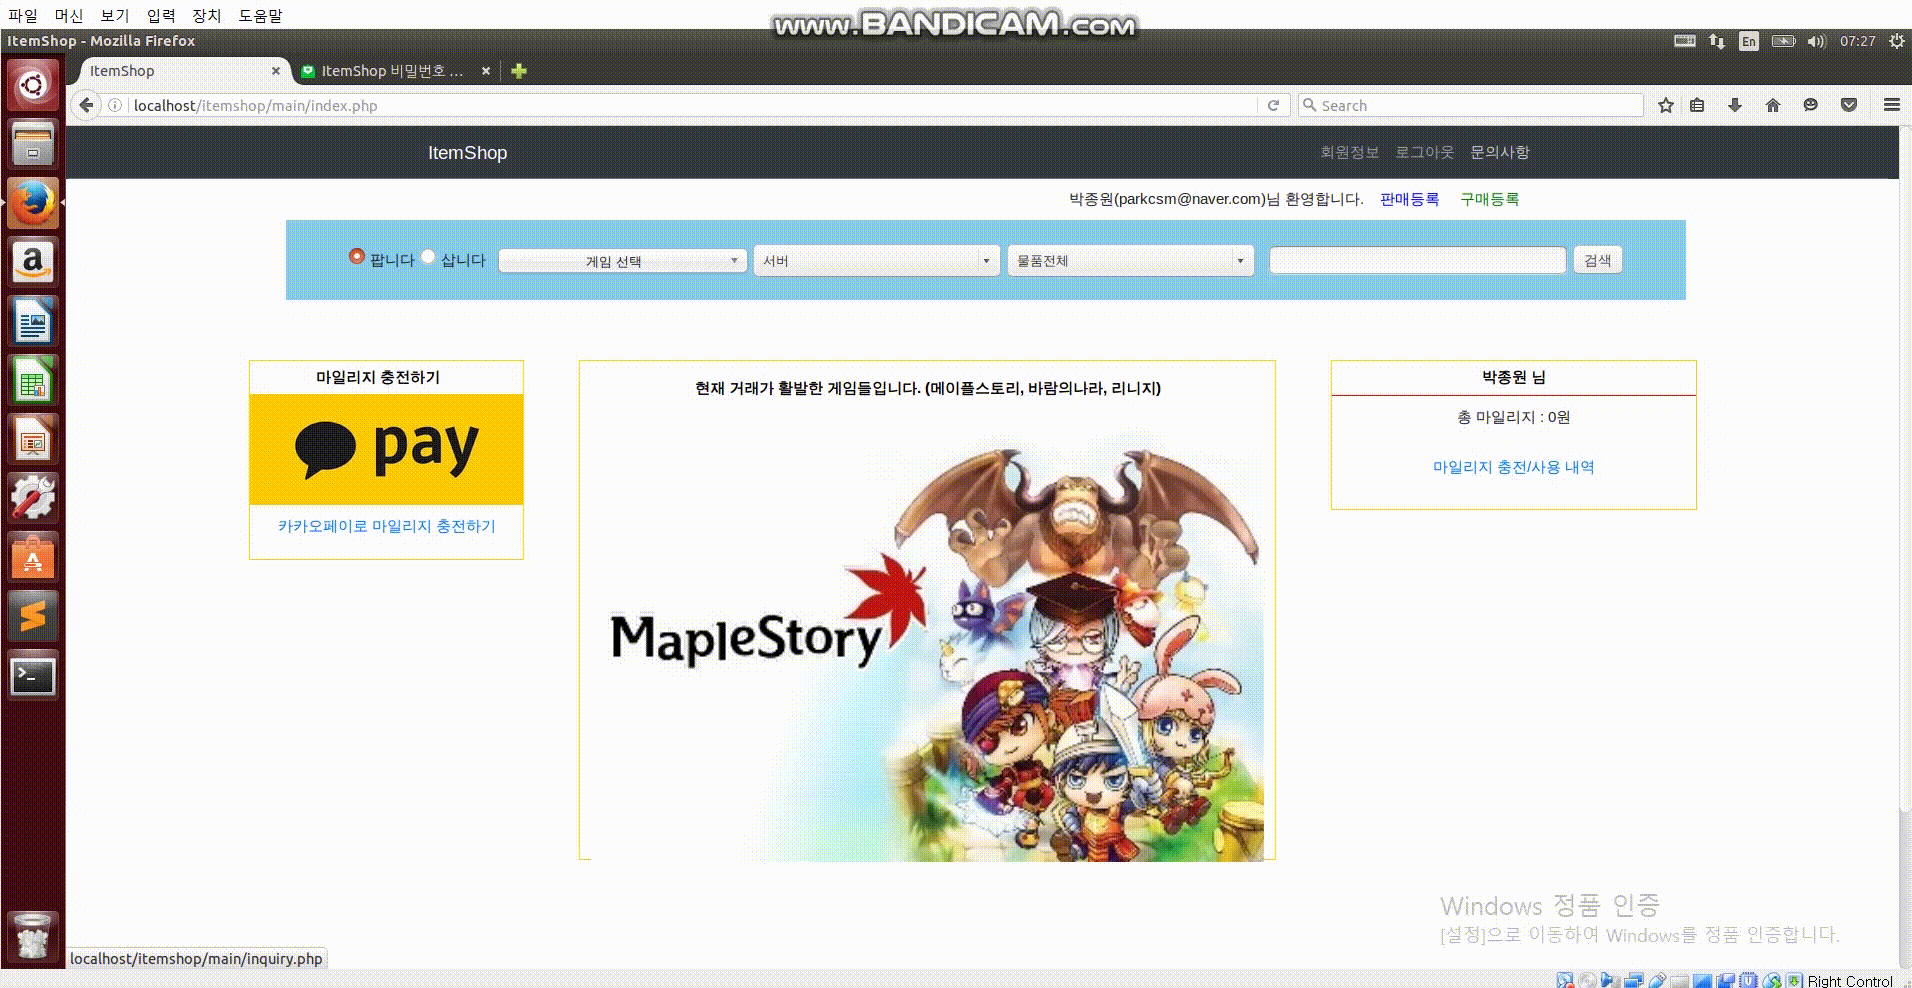 파일 머신 보기 입력 장치 도움말
www.BANDICAM.com
ItemShop - Mozilla Firefox
En
07:27
ItemShop
ItemShop 비밀번호 ...
localhost/itemshop/main/index.php
Search
ItemShop
회원정보 로그아웃 문의사항
박종원(parkcsm@naver.com)님 환영합니다. 판매등록 구매등록
팝니다 삽니다 게임 선택 서버 물품전체 검색
마일리지 충전하기
pay
카카오페이로 마일리지 충전하기
현재 거래가 활발한 게임들입니다. (메이플스토리, 바람의나라, 리니지)
MapleStory
박종원 님
총 마일리지 : 0원
마일리지 충전/사용 내역
Windows 정품 인증
[설정]으로 이동하여 Windows를 정품 인증합니다.
localhost/itemshop/main/inquiry.php
Right Control